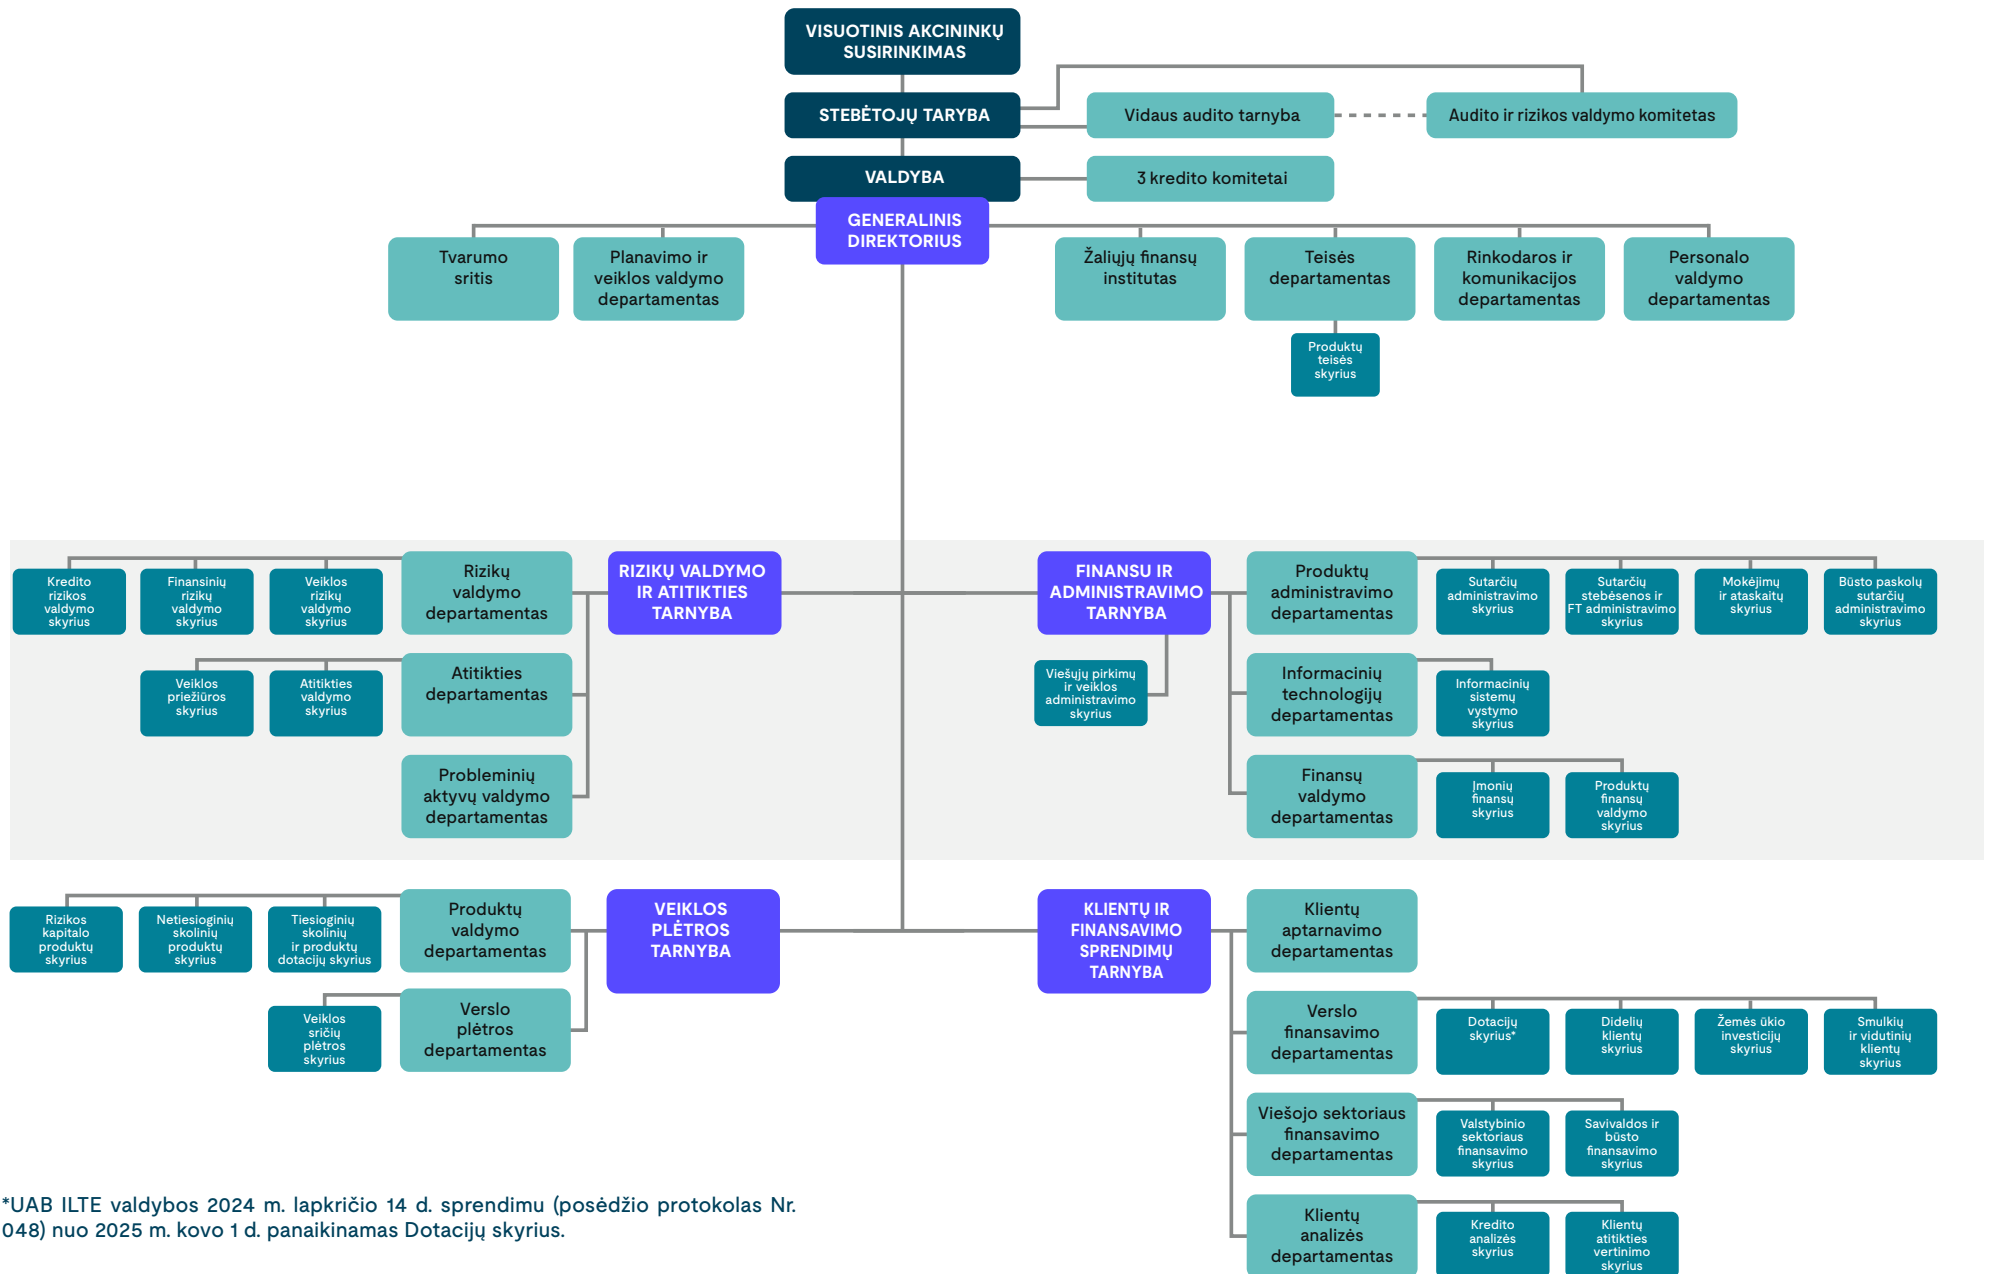 VISUOTINIS AKCININKŲ
SUSIRINKIMAS
STEBĖTOJŲ TARYBA
Vidaus audito tarnyba
Audito ir rizikos valdymo komitetas
VALDYBA
3 kredito komitetai
GENERALINIS
DIREKTORIUS
Tvarumo
sritis
Planavimo ir
veiklos valdymo
departamentas
Žaliųjų finansų
institutas
Teisės
departamentas
Rinkodaros ir
komunikacijos
departamentas
Personalo
valdymo
departamentas
Produktų
teisės
skyrius
Kredito
rizikos
valdymo
skyrius
Finansinių
rizikų
valdymo
skyrius
Veiklos
rizikų
valdymo
skyrius
Rizikų
valdymo
departamentas
RIZIKŲ VALDYMO
IR ATITIKTIES
TARNYBA
FINANSU IR
ADMINISTRAVIMO
TARNYBA
Produktų
administravimo
departamentas
Sutarčių
administravimo
skyrius
Sutarčių
stebėsenos ir
FT administravimo
skyrius
Mokėjimų
ir ataskaitų
skyrius
Būsto paskolų
sutarčių
administravimo
skyrius
Veiklos
priežiūros
skyrius
Atitikties
valdymo
skyrius
Atitikties
departamentas
Viešųjų pirkimų
ir veiklos
administravimo
skyrius
Informacinių
technologijų
departamentas
Informacinių
sistemų
vystymo
skyrius
Probleminių
aktyvų valdymo
departamentas
Finansų
valdymo
departamentas
Įmonių
finansų
skyrius
Produktų
finansų
valdymo
skyrius
Rizikos
kapitalo
produktų
skyrius
Netiesioginių
skolinių
produktų
skyrius
Tiesioginių
skolinių
ir produktų
dotacijų skyrius
Produktų
valdymo
departamentas
VEIKLOS
PLĖTROS
TARNYBA
KLIENTŲ IR
FINANSAVIMO
SPRENDIMŲ
TARNYBA
Klientų
aptarnavimo
departamentas
Veiklos
sričių
plėtros
skyrius
Verslo
plėtros
departamentas
Verslo
finansavimo
departamentas
Dotacijų
skyrius*
Didelių
klientų
skyrius
Žemės ūkio
investicijų
skyrius
Smulkių
ir vidutinių
klientų
skyrius
Viešojo sektoriaus
finansavimo
departamentas
Valstybinio
sektoriaus
finansavimo
skyrius
Savivaldos ir
būsto
finansavimo
skyrius
Klientų
analizės
departamentas
Kredito
analizės
skyrius
Klientų
atitikties
vertinimo
skyrius
*UAB ILTE valdybos 2024 m. lapkričio 14 d. sprendimu (posėdžio protokolas Nr.
048) nuo 2025 m. kovo 1 d. panaikinamas Dotacijų skyrius.